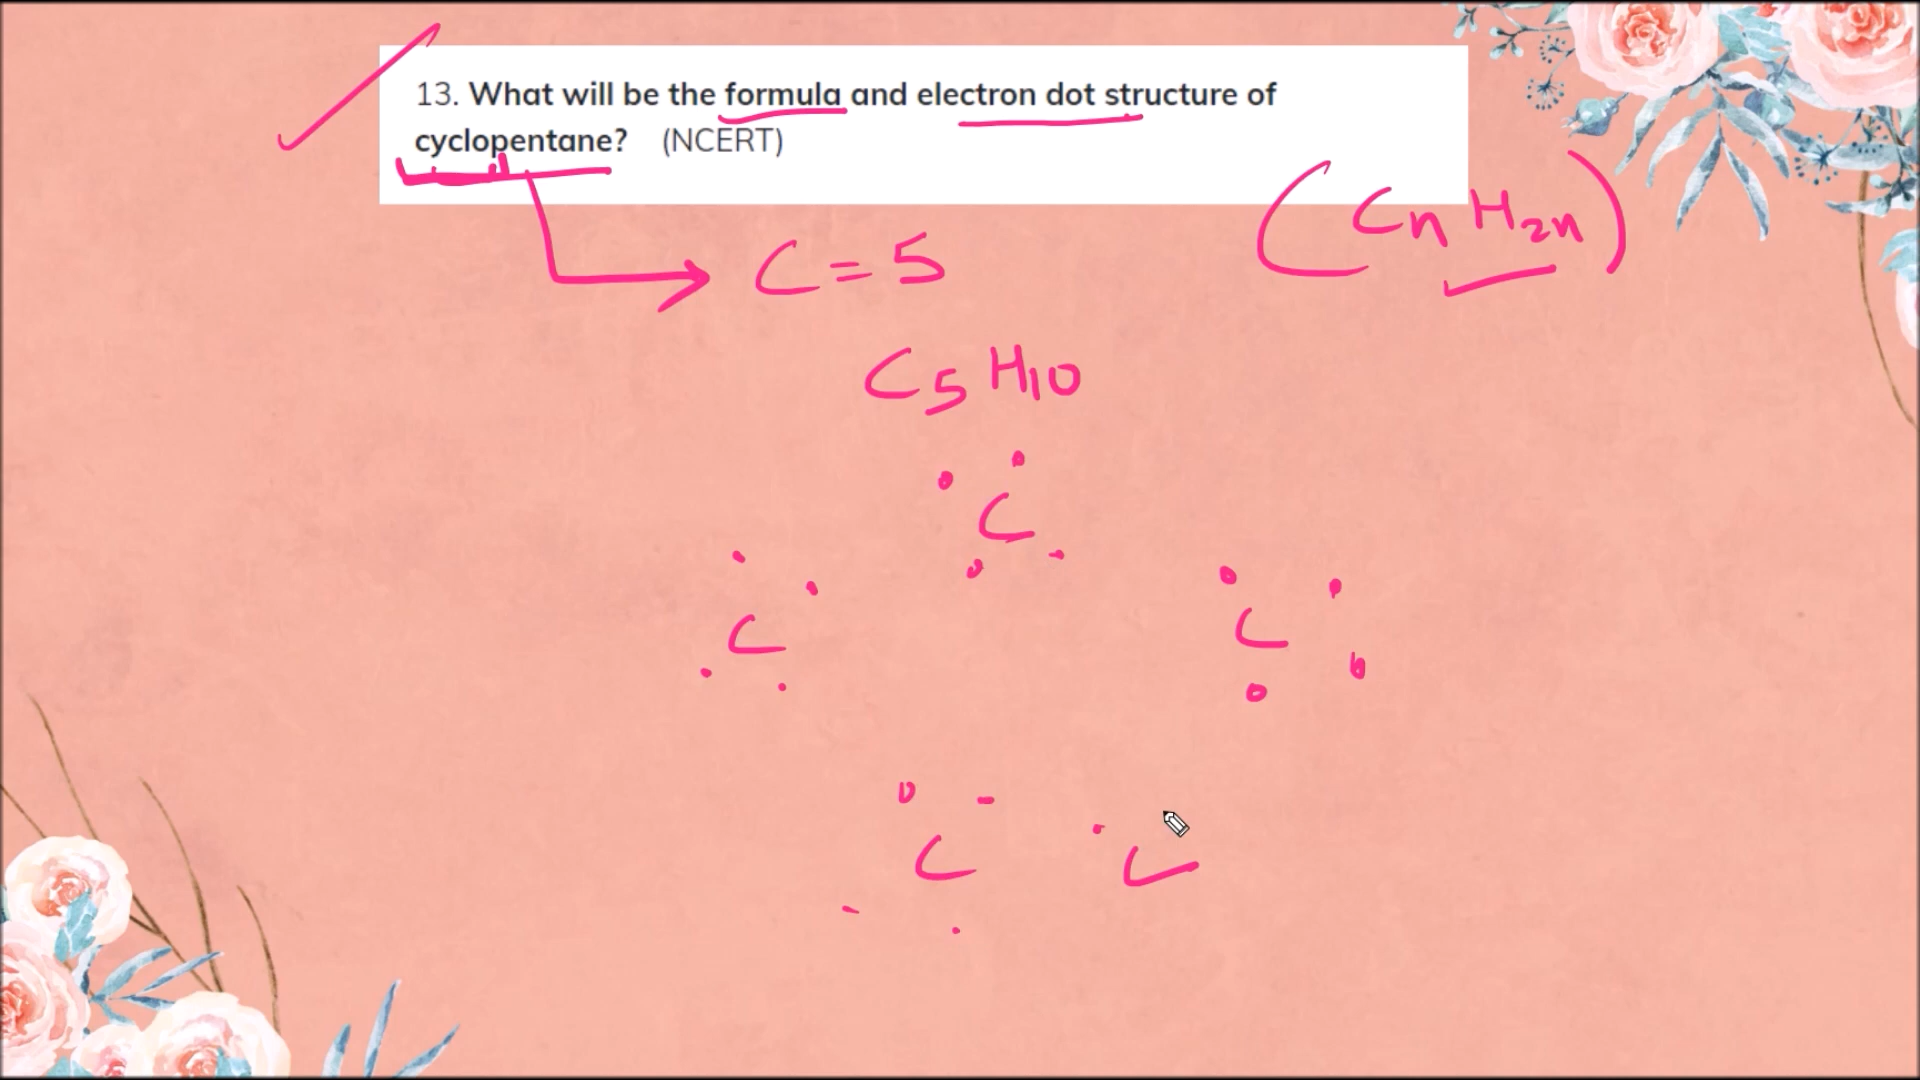 13. What will be the formula and electron dot structure of
cyclopentane? (NCERT)
(CnH2n)
C = 5
C5H10
C
C C
C C